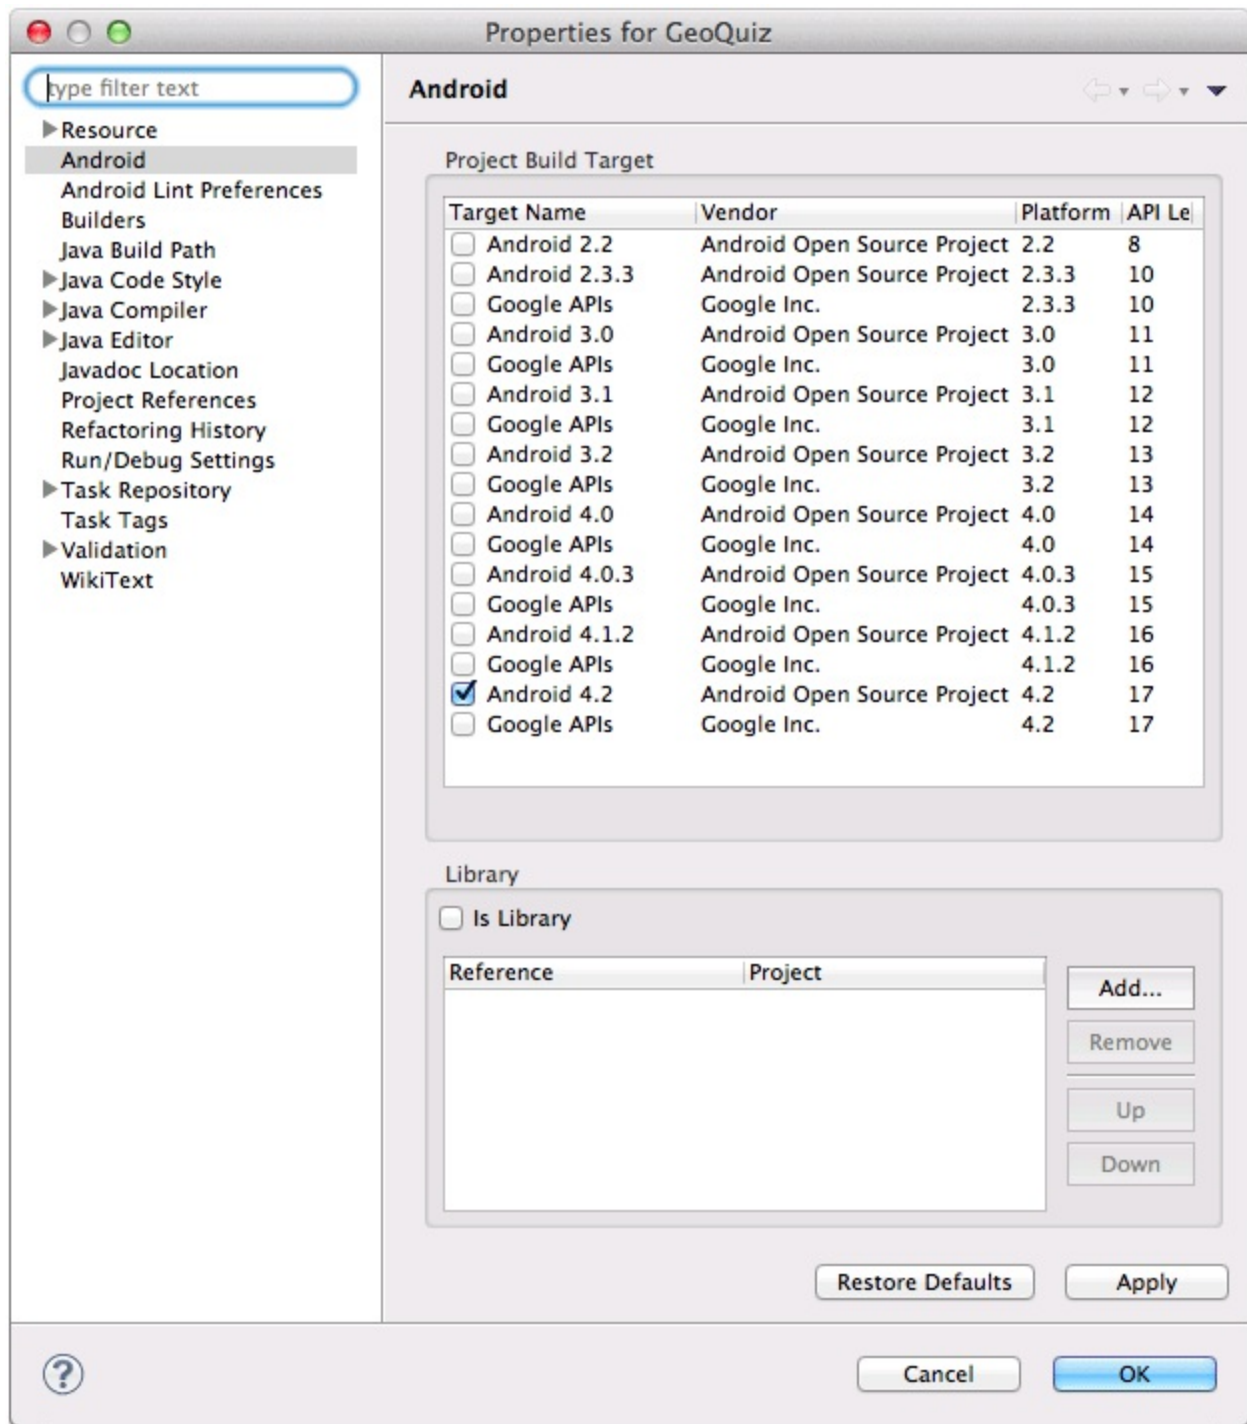 Properties for GeoQuiz
type filter text
Resource
Android
Android Lint Preferences
Builders
Java Build Path
Java Code Style
Java Compiler
Java Editor
Javadoc Location
Project References
Refactoring History
Run/Debug Settings
Task Repository
Task Tags
Validation
WikiText
Android
Project Build Target
Target Name Vendor Platform API Le
Android 2.2 Android Open Source Project 2.2 8
Android 2.3.3 Android Open Source Project 2.3.3 10
Google APIs Google Inc. 2.3.3 10
Android 3.0 Android Open Source Project 3.0 11
Google APIs Google Inc. 3.0 11
Android 3.1 Android Open Source Project 3.1 12
Google APIs Google Inc. 3.1 12
Android 3.2 Android Open Source Project 3.2 13
Google APIs Google Inc. 3.2 13
Android 4.0 Android Open Source Project 4.0 14
Google APIs Google Inc. 4.0 14
Android 4.0.3 Android Open Source Project 4.0.3 15
Google APIs Google Inc. 4.0.3 15
Android 4.1.2 Android Open Source Project 4.1.2 16
Google APIs Google Inc. 4.1.2 16
Android 4.2 Android Open Source Project 4.2 17
Google APIs Google Inc. 4.2 17
Library
Is Library
Reference Project
Add...
Remove
Up
Down
Restore Defaults Apply
? Cancel OK